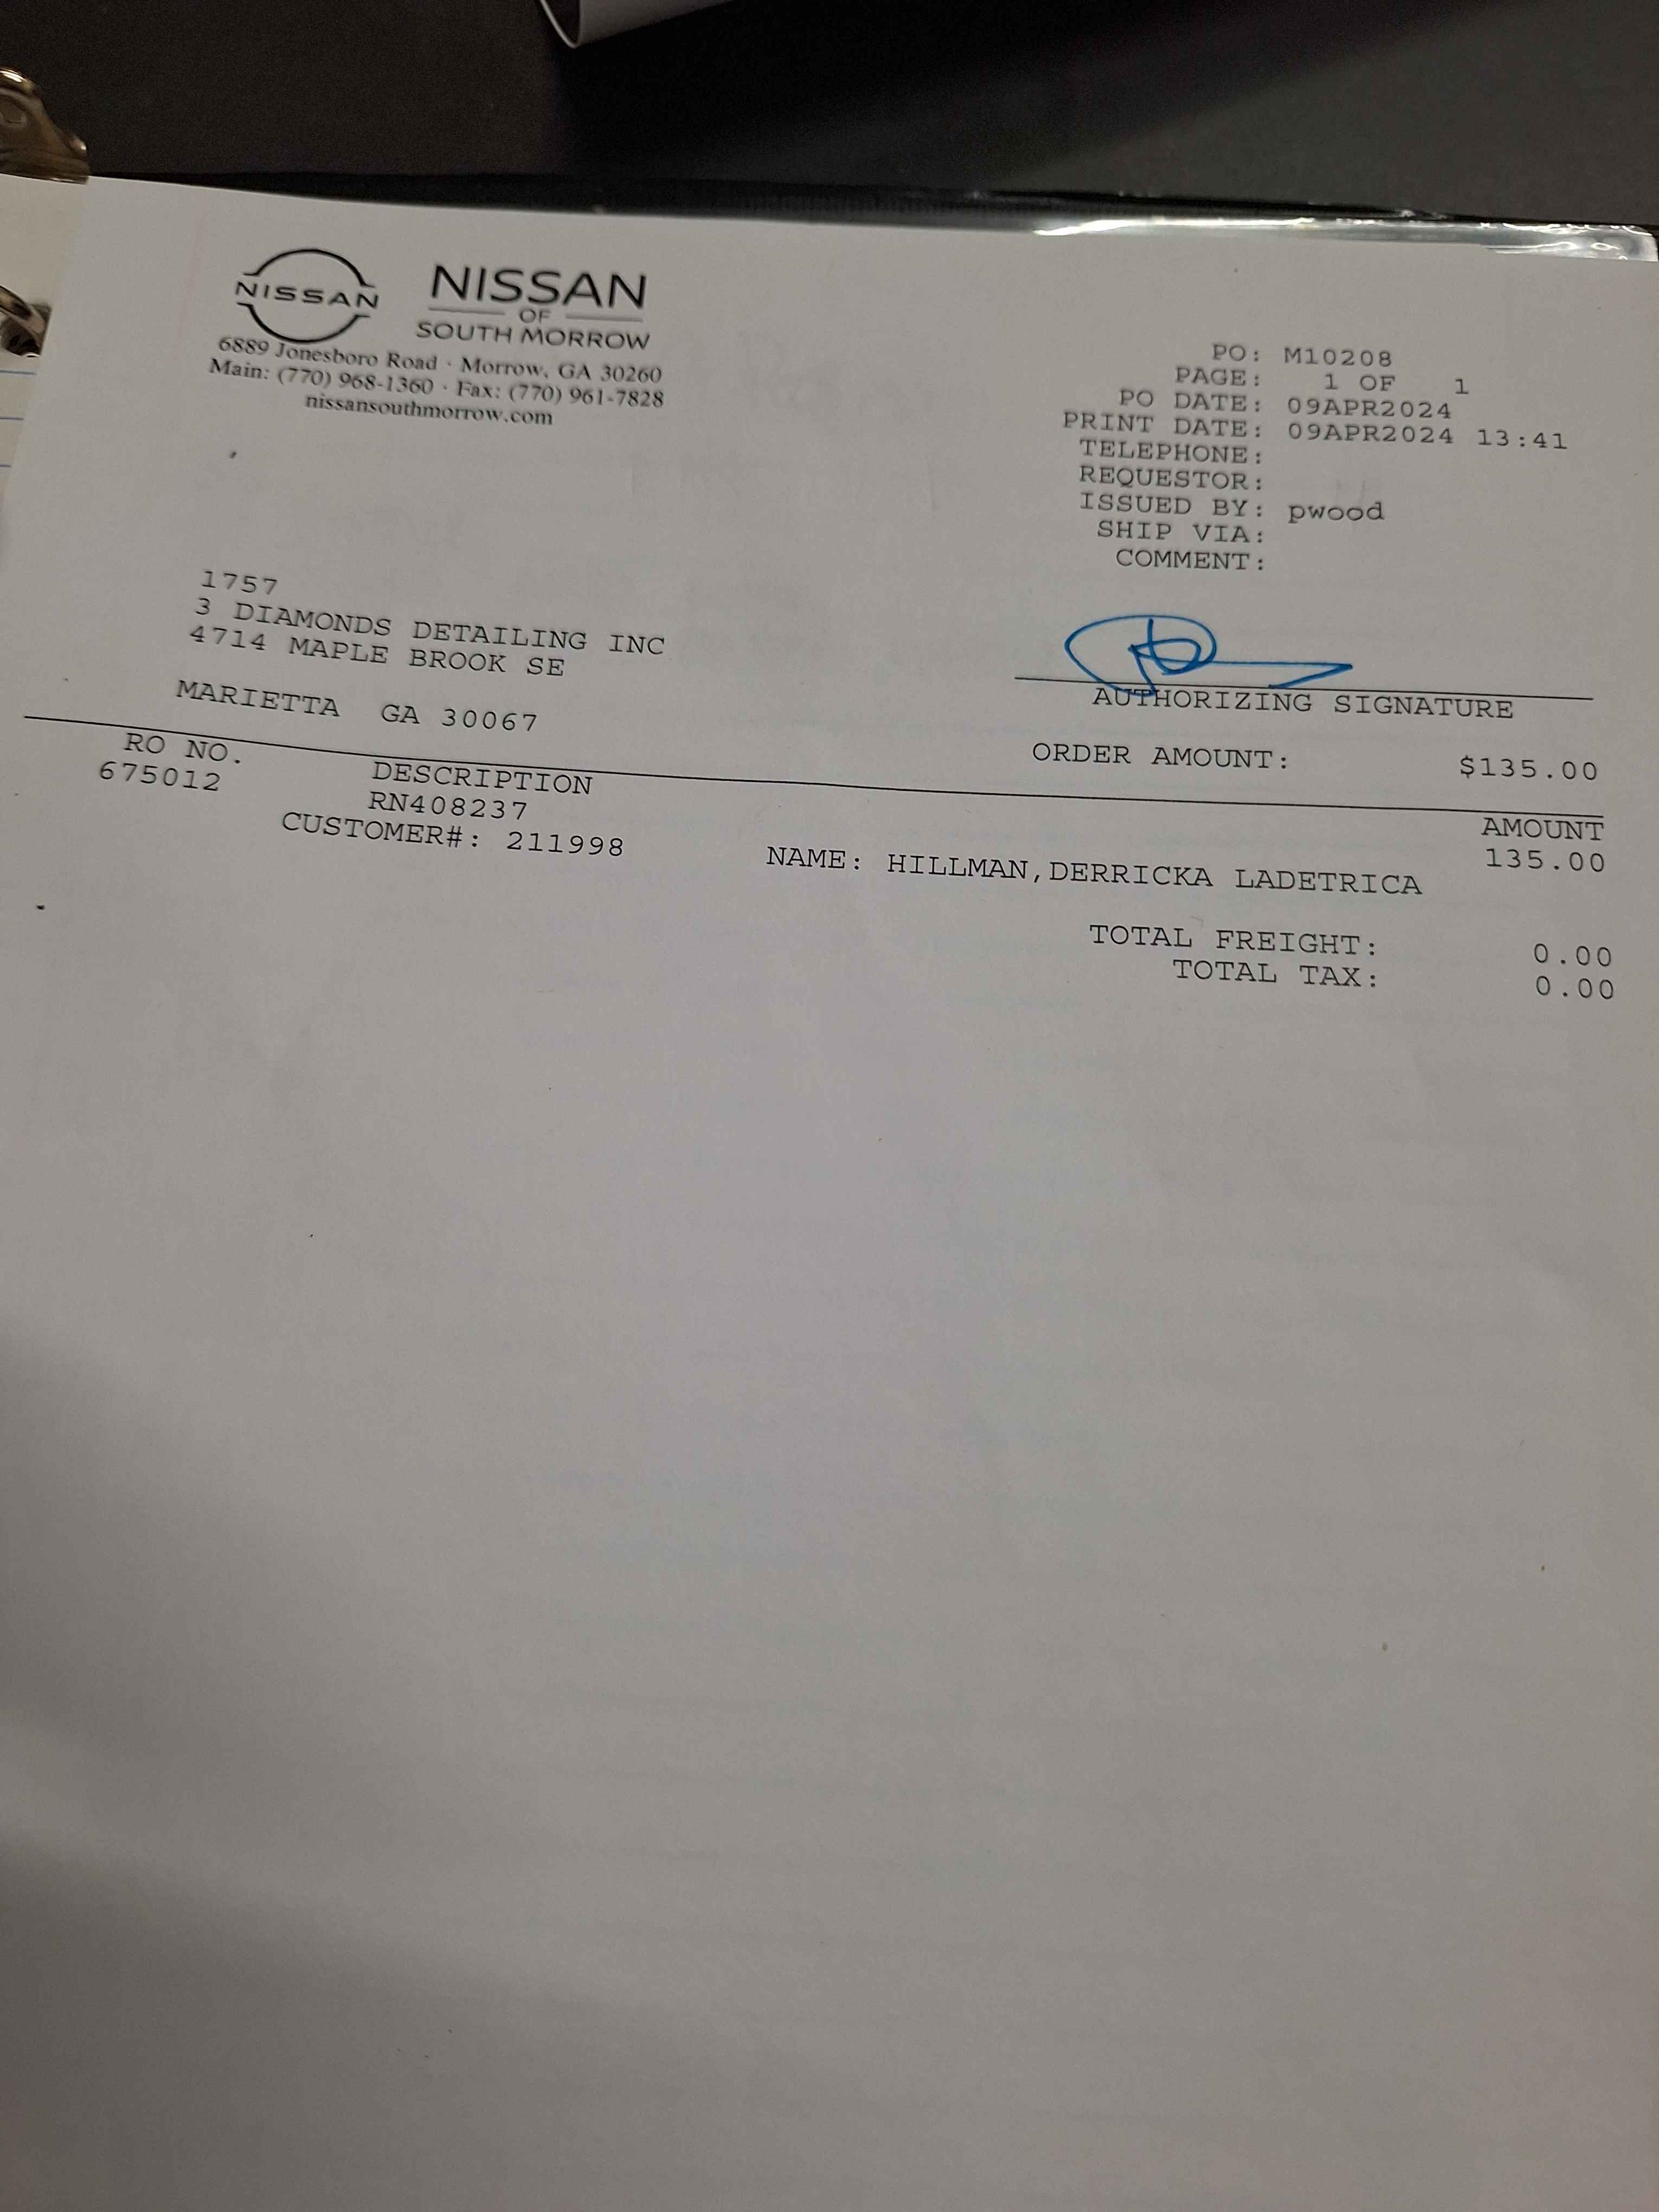 NISSAN
NISSAN
OF
SOUTH MORROW
6889 Jonesboro Road · Morrow, GA 30260
Main: (770) 968-1360 · Fax: (770) 961-7828
nissansouthmorrow.com
PO: M10208
PAGE: 1 OF 1
PO DATE: 09APR2024
PRINT DATE: 09APR2024 13:41
TELEPHONE:
REQUESTOR:
ISSUED BY: pwood
SHIP VIA:
COMMENT:
1757
3 DIAMONDS DETAILING INC
4714 MAPLE BROOK SE
MARIETTA GA 30067
AUTHORIZING SIGNATURE
ORDER AMOUNT: $135.00
RO NO. DESCRIPTION AMOUNT
675012 RN408237 135.00
CUSTOMER#: 211998 NAME: HILLMAN,DERRICKA LADETRICA
TOTAL FREIGHT: 0.00
TOTAL TAX: 0.00